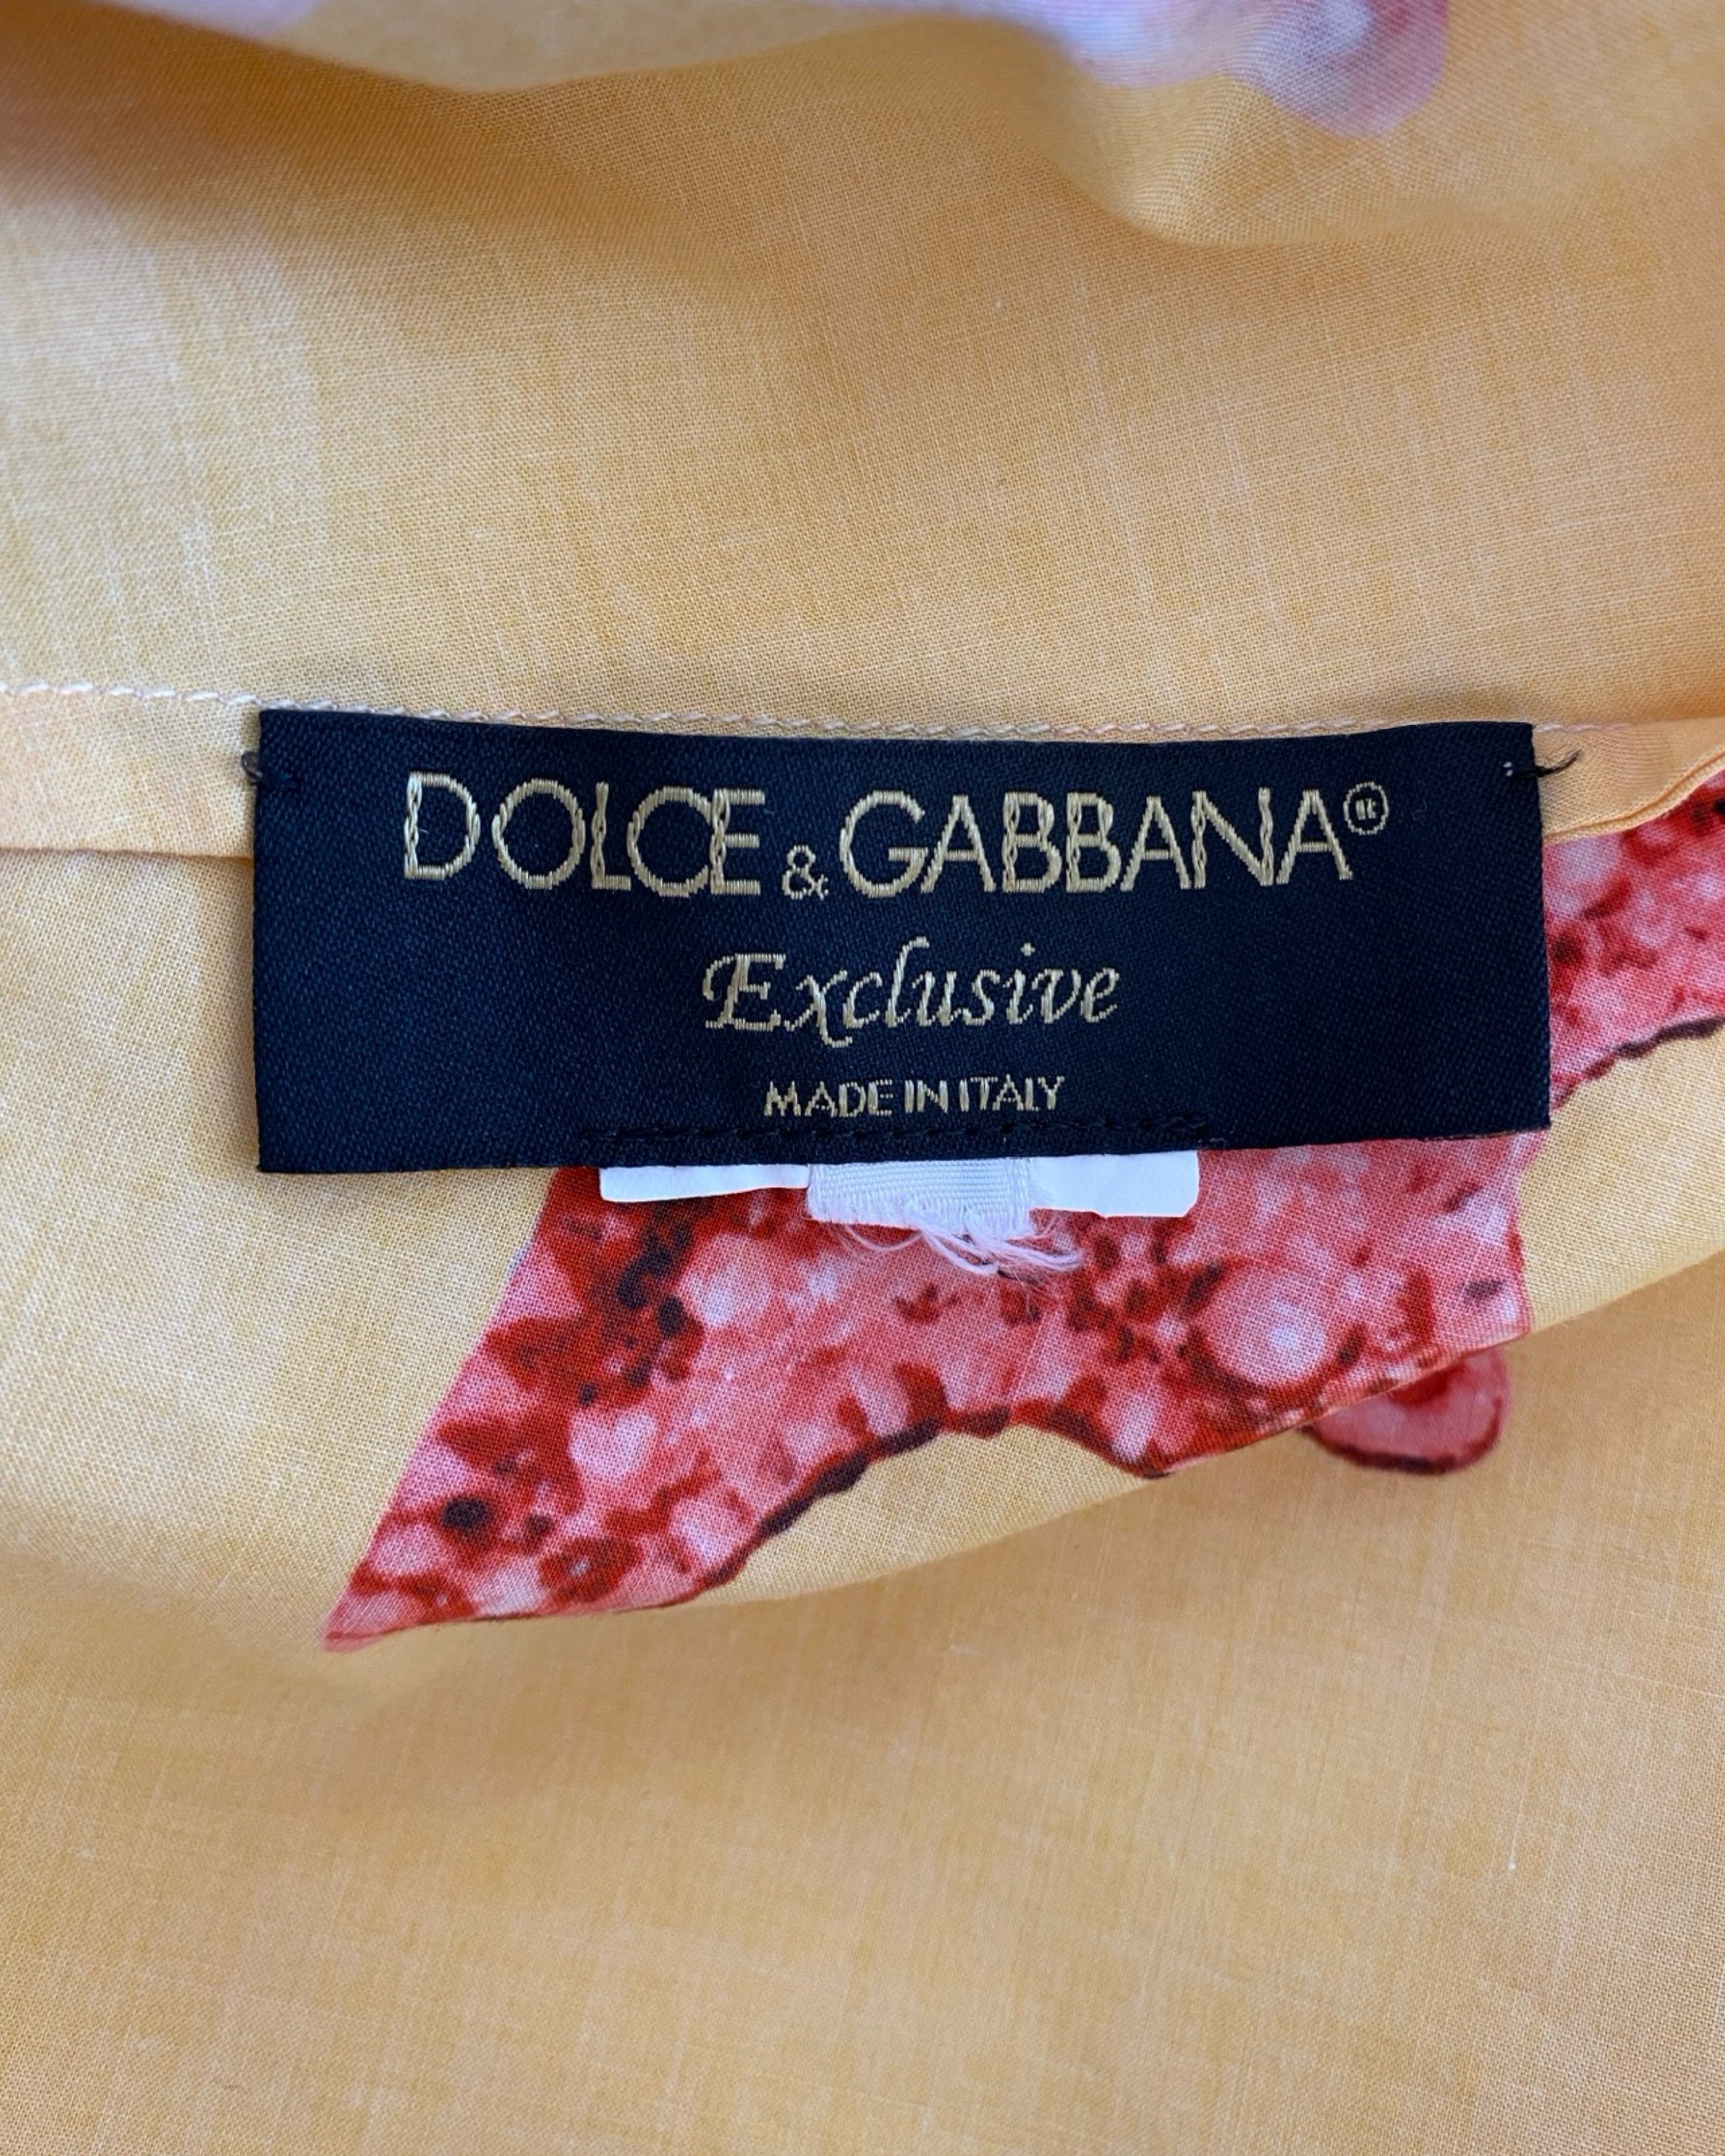 DOLCE & GABBANA®
Exclusive
MADE IN ITALY